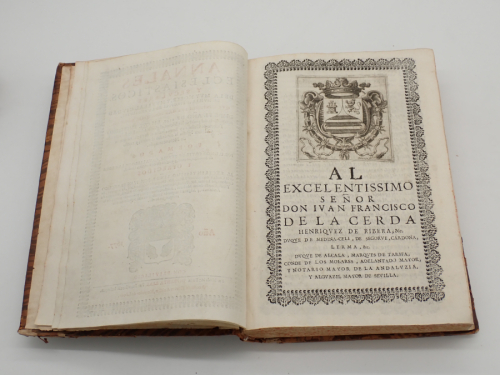 AL
EXCELENTISSIMO
SEÑOR
DON IVAN FRANCISCO
DE LA CERDA
HENRIQVEZ DE RIBERA, &c.
DVQVE DE MEDINA-CELI, DE SEGORVE, CARDONA,
LERMA, &c.
DVQVE DE ALCALA, MARQVES DE TARIFA,
CONDE DE LOS MOLARES, ADELANTADO MAYOR,
Y NOTARIO MAYOR DE LA ANDALVZIA,
Y ALGVAZIL MAYOR DE SEVILLA.